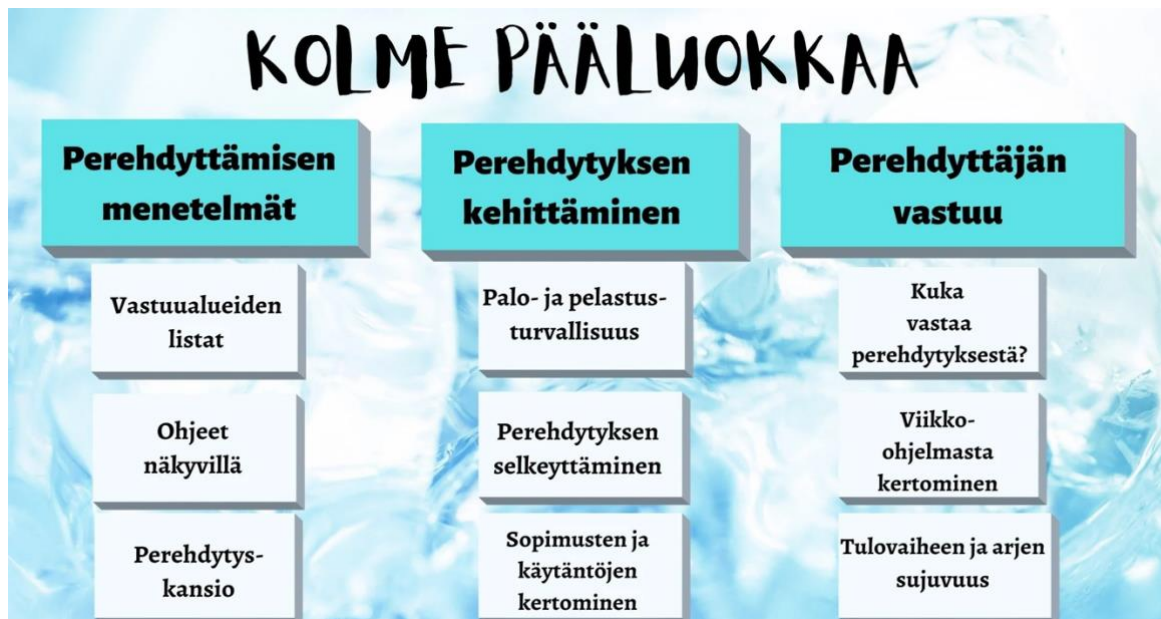 KOLME PÄÄLUOKKAA
Perehdyttämisen
menetelmät
Vastuualueiden
listat
Ohjeet
näkyvillä
Perehdytys-
kansio
Perehdytyksen
kehittäminen
Palo- ja pelastus-
turvallisuus
Perehdytyksen
selkeyttäminen
Sopimusten ja
käytäntöjen
kertominen
Perehdyttäjän
vastuu
Kuka
vastaa
perehdytyksestä?
Viikko-
ohjelmasta
kertominen
Tulovaiheen ja arjen
sujuvuus